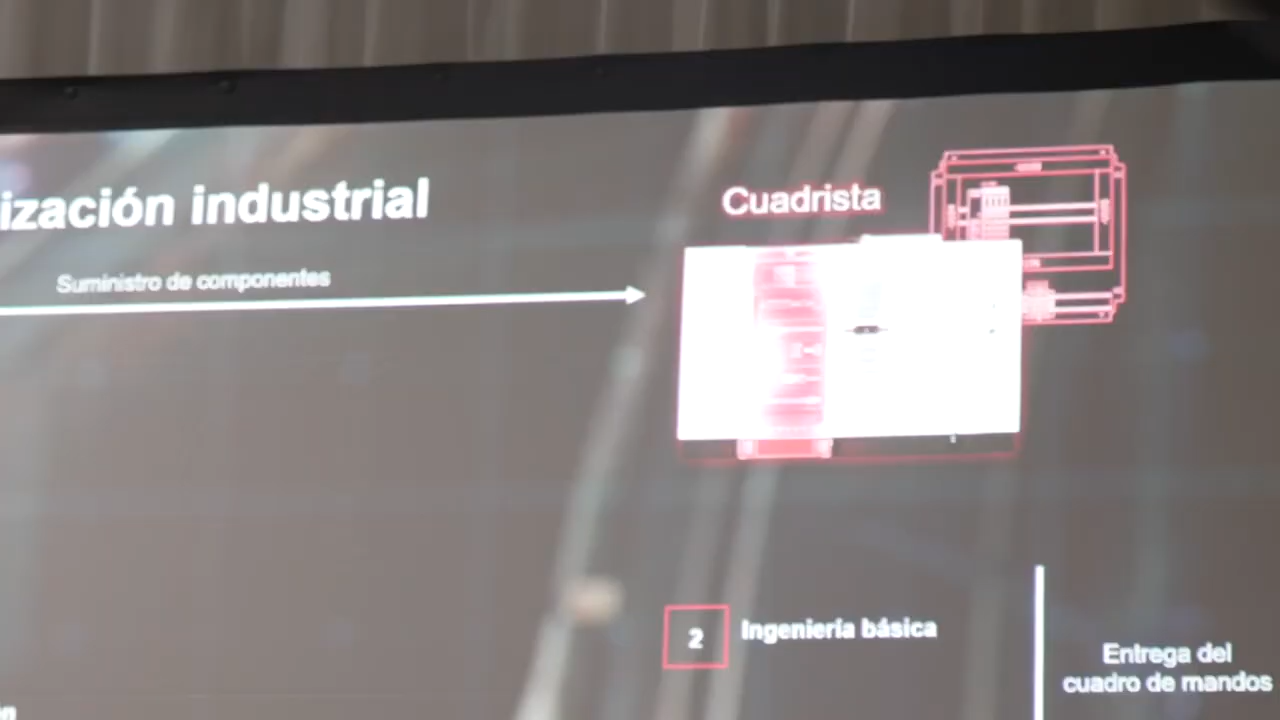 ización industrial
Cuadrista
Suministro de componentes
2
Ingeniería básica
Entrega del
cuadro de mandos